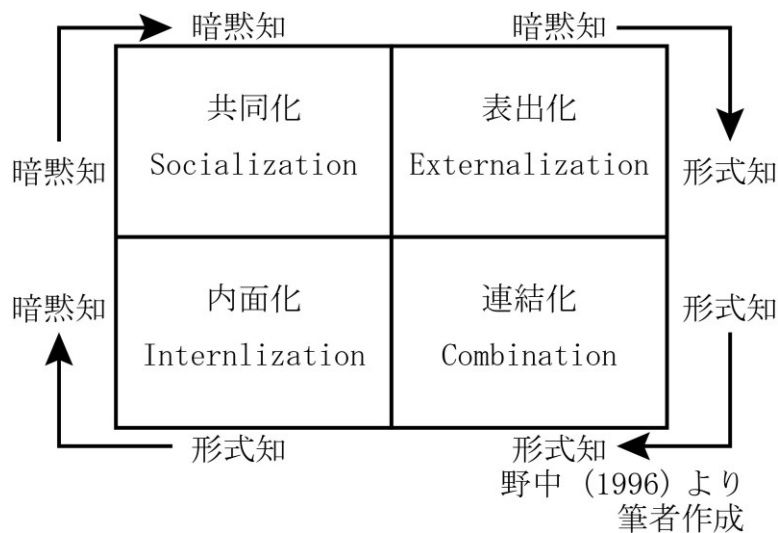 暗黙知 暗黙知
共同化 表出化
Socialization Externalization
暗黙知 形式知
内面化 連結化
暗黙知 形式知
Internlization Combination
形式知 形式知
野中 (1996) より
筆者作成